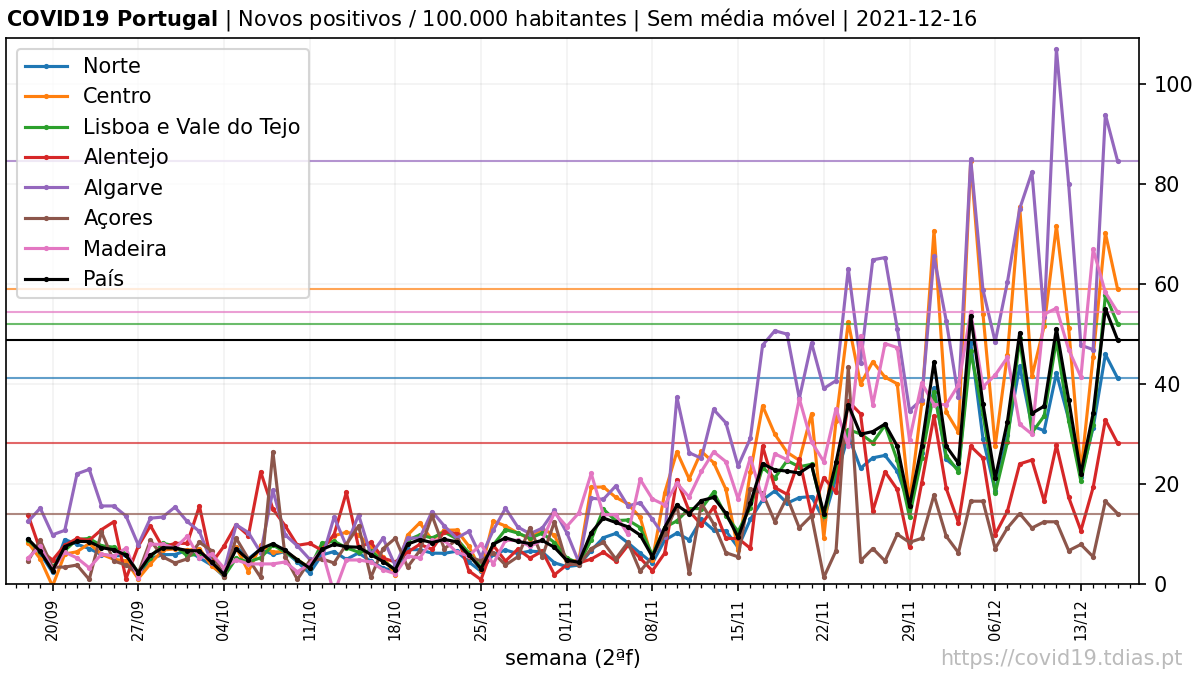 COVID19 Portugal | Novos positivos / 100.000 habitantes | Sem média móvel | 2021-12-16
Norte
Centro
Lisboa e Vale do Tejo
Alentejo
Algarve
Açores
Madeira
País
100
80
60
40
20
0
20/09
27/09
04/10
11/10
18/10
25/10
01/11
08/11
15/11
22/11
29/11
06/12
13/12
semana (2ªf)
https://covid19.tdias.pt